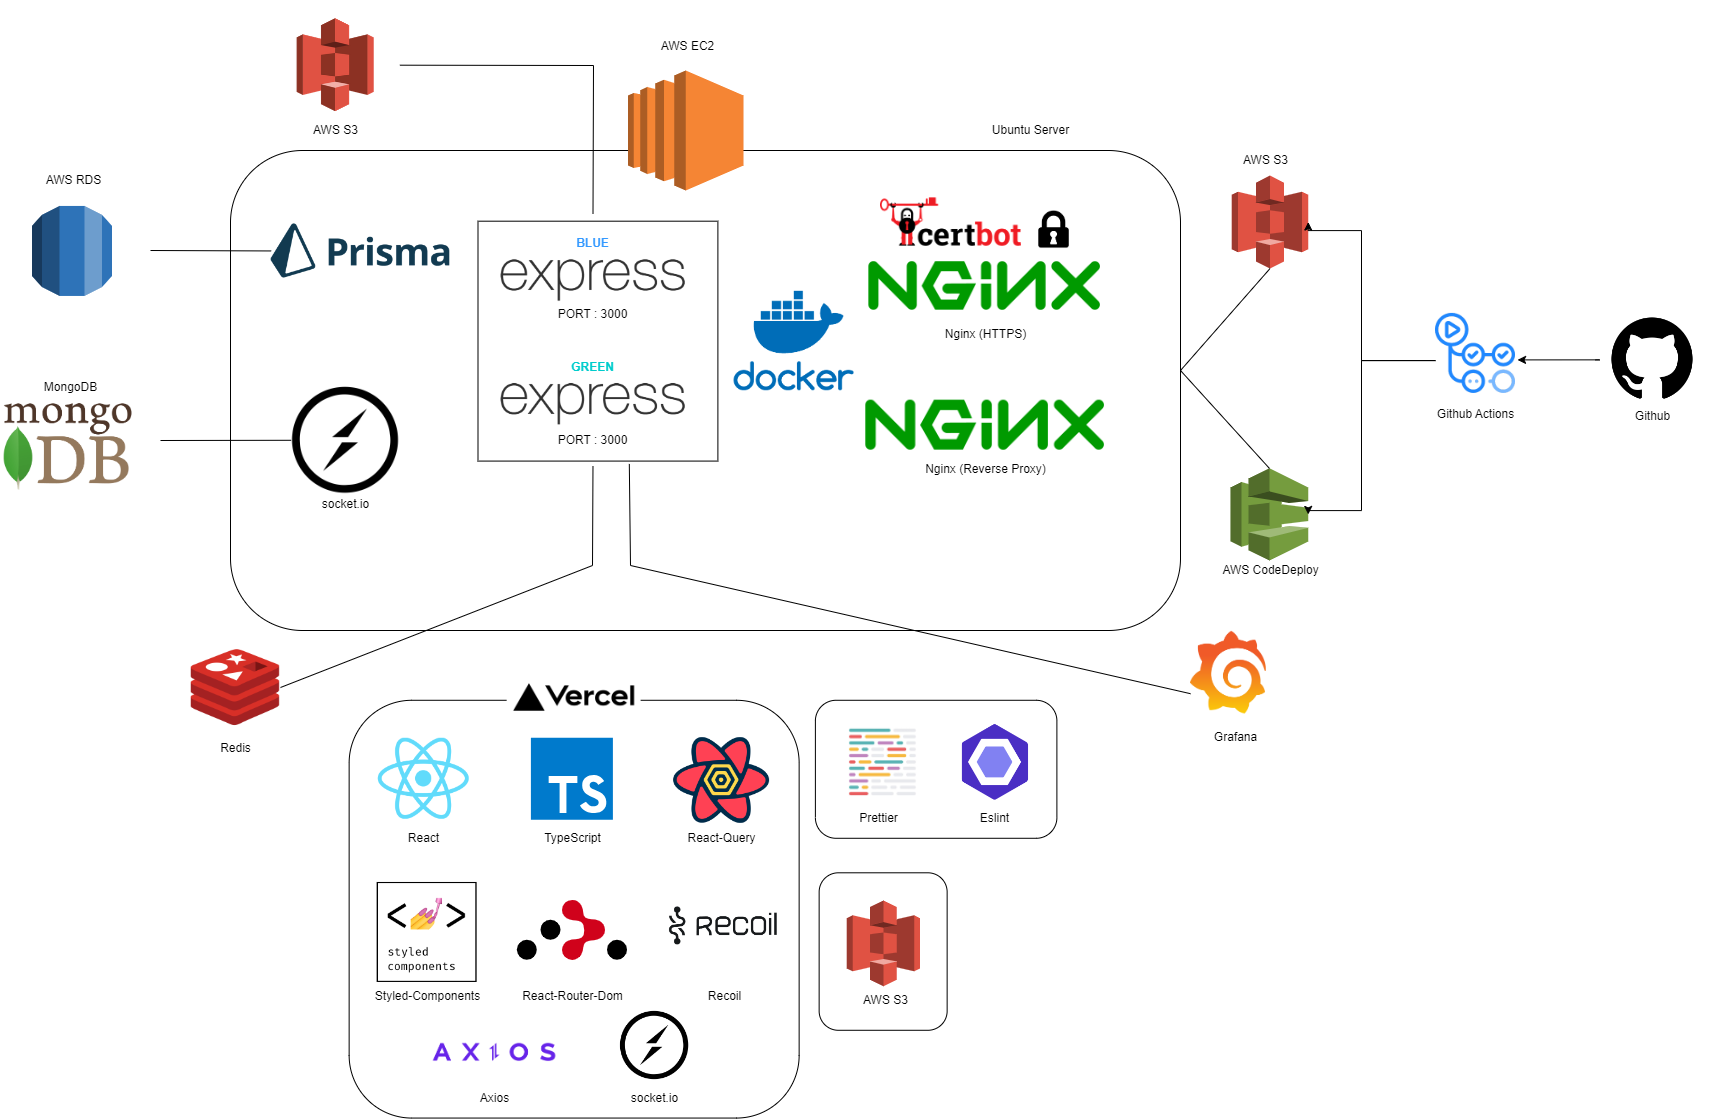 AWS EC2
AWS S3
Ubuntu Server
AWS S3
AWS RDS
Prisma
BLUE
express
PORT : 3000
GREEN
express
PORT : 3000
docker
certbot
NGiNX
Nginx (HTTPS)
NGiNX
Nginx (Reverse Proxy)
MongoDB
mongo
DB
socket.io
Github Actions
Github
AWS CodeDeploy
Redis
Grafana
Vercel
TS
React
TypeScript
React-Query
Prettier
Eslint
< >
styled
components
RECOIL
Styled-Components
React-Router-Dom
Recoil
AWS S3
AXIOS
Axios
socket.io